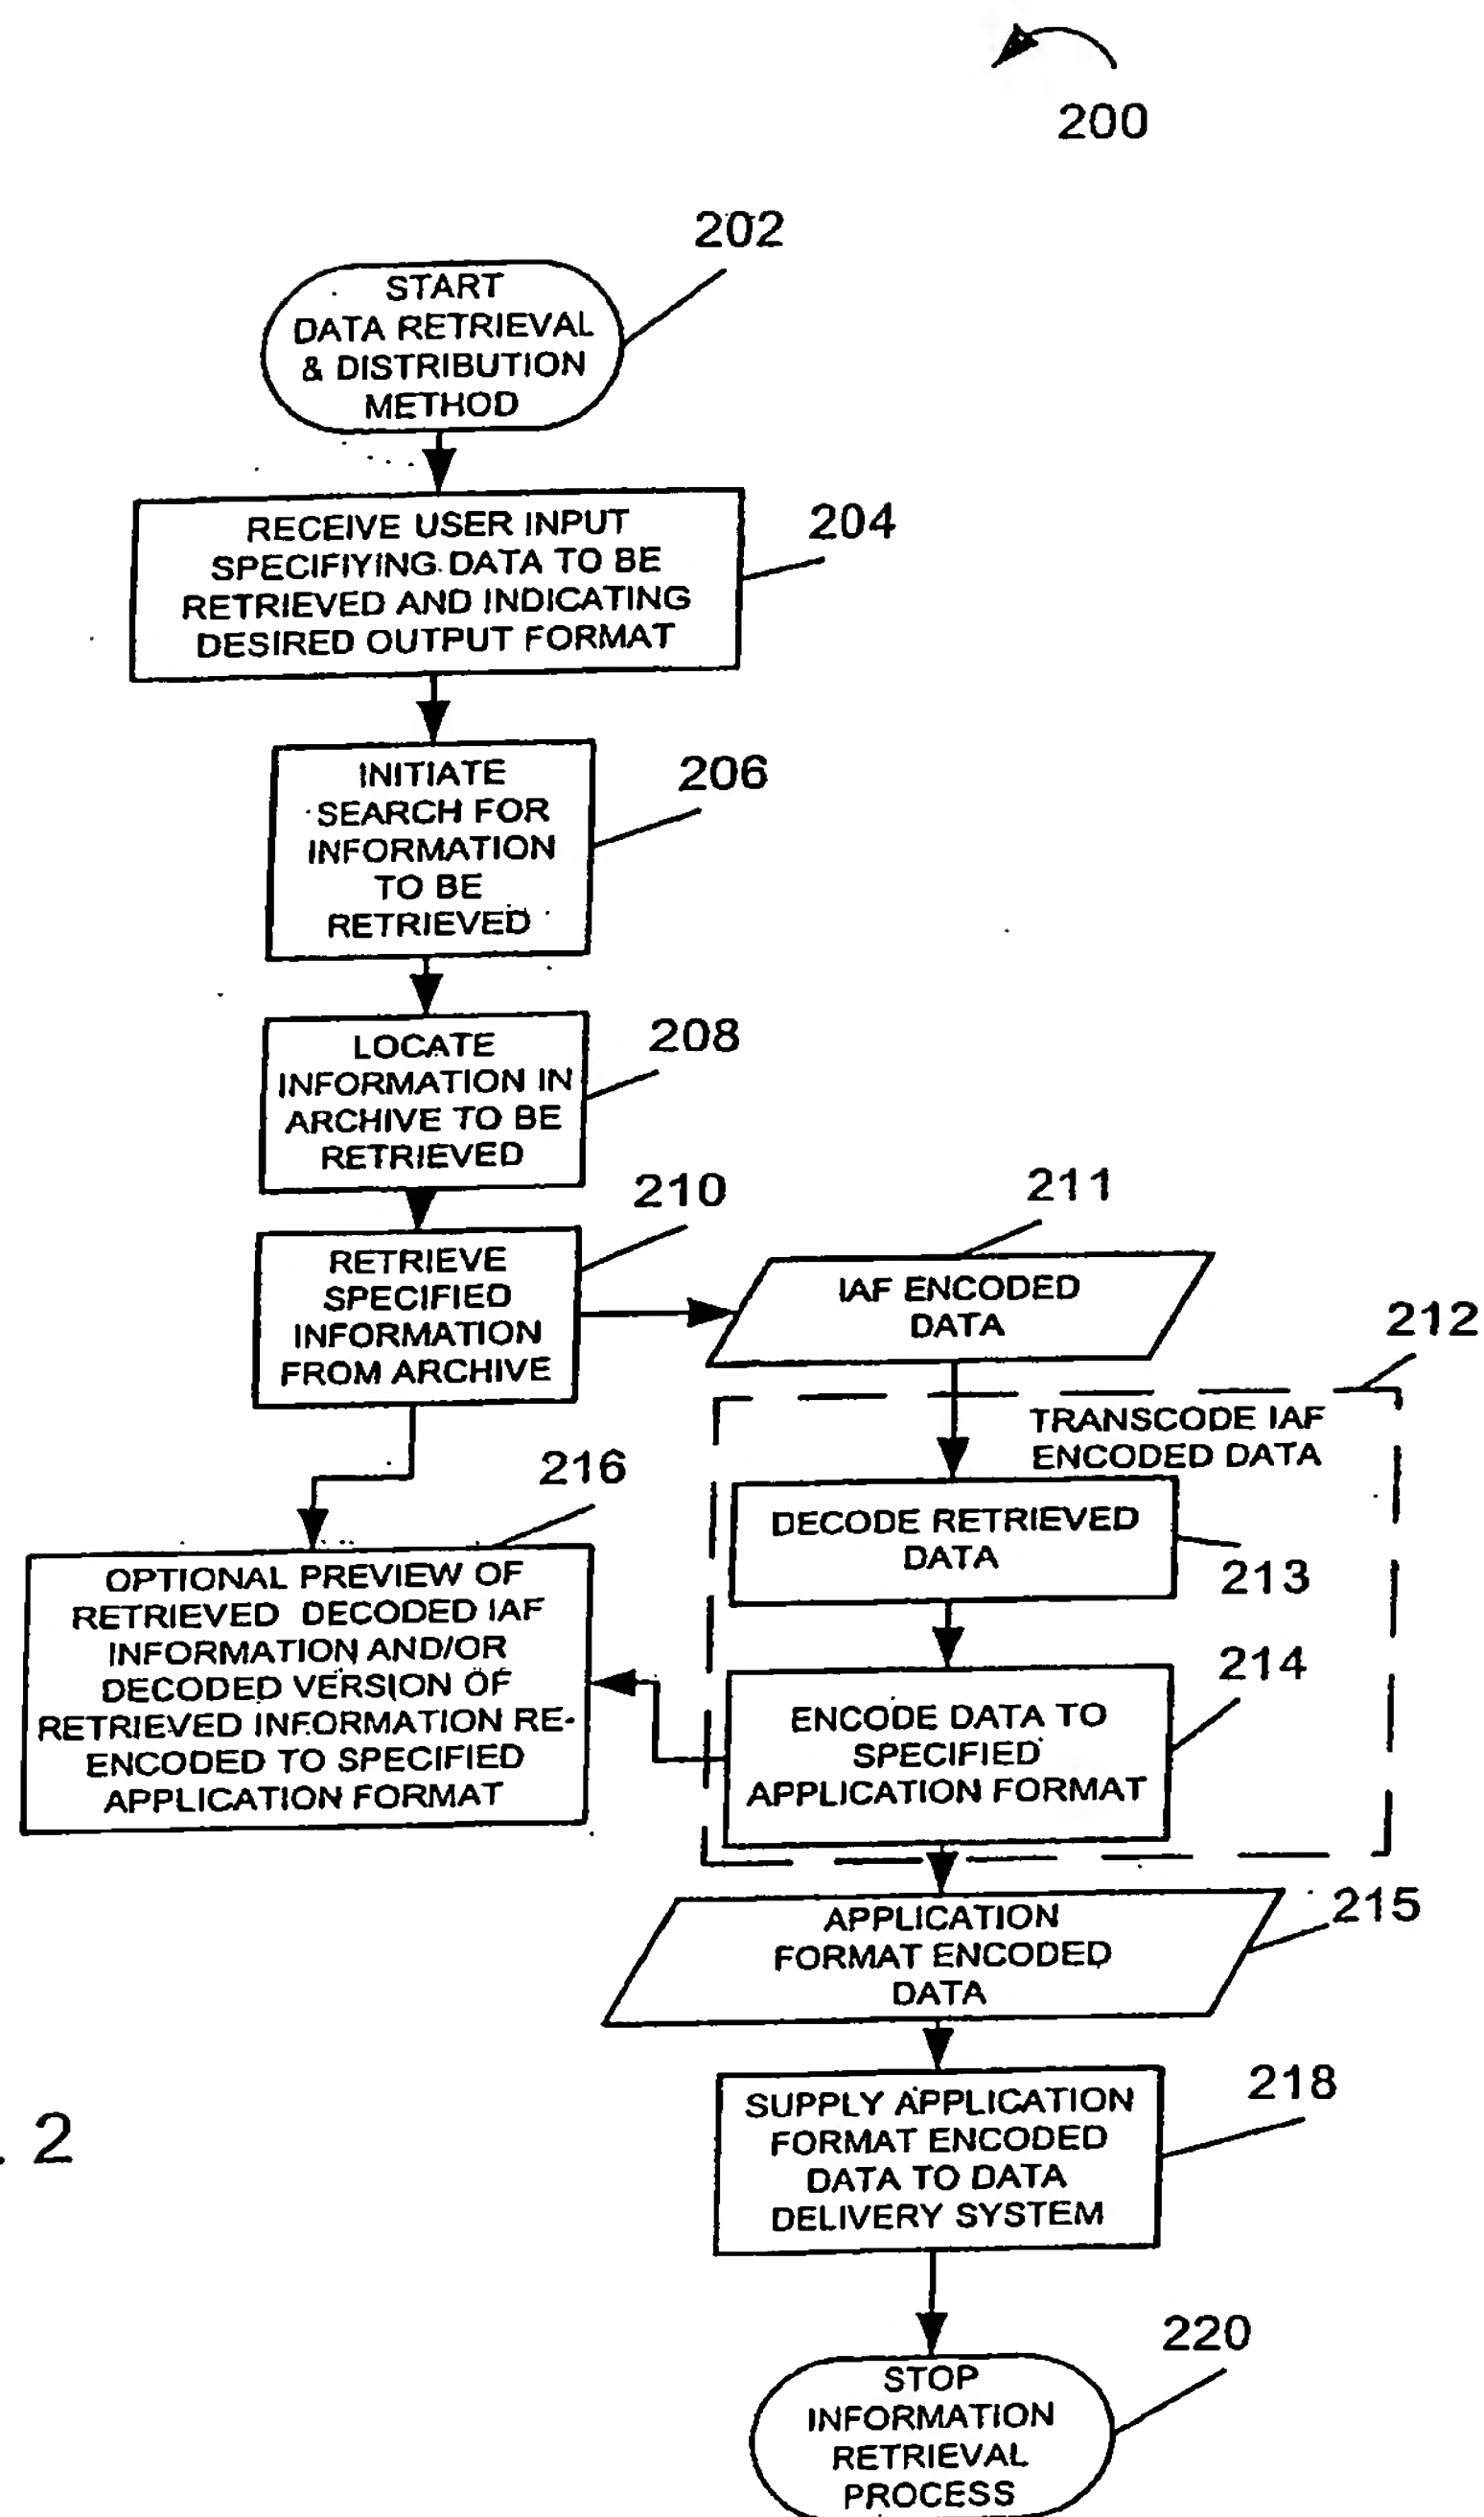 200
202
START
DATA RETRIEVAL
& DISTRIBUTION
METHOD
204
RECEIVE USER INPUT
SPECIFIYING DATA TO BE
RETRIEVED AND INDICATING
DESIRED OUTPUT FORMAT
206
INITIATE
SEARCH FOR
INFORMATION
TO BE
RETRIEVED
208
LOCATE
INFORMATION IN
ARCHIVE TO BE
RETRIEVED
210
RETRIEVE
SPECIFIED
INFORMATION
FROM ARCHIVE
211
IAF ENCODED
DATA
212
TRANSCODE IAF
ENCODED DATA
DECODE RETRIEVED
DATA
213
216
OPTIONAL PREVIEW OF
RETRIEVED DECODED IAF
INFORMATION AND/OR
DECODED VERSION OF
RETRIEVED INFORMATION RE-
ENCODED TO SPECIFIED
APPLICATION FORMAT
214
ENCODE DATA TO
SPECIFIED
APPLICATION FORMAT
215
APPLICATION
FORMAT ENCODED
DATA
218
SUPPLY APPLICATION
FORMAT ENCODED
DATA TO DATA
DELIVERY SYSTEM
. 2
220
STOP
INFORMATION
RETRIEVAL
PROCESS